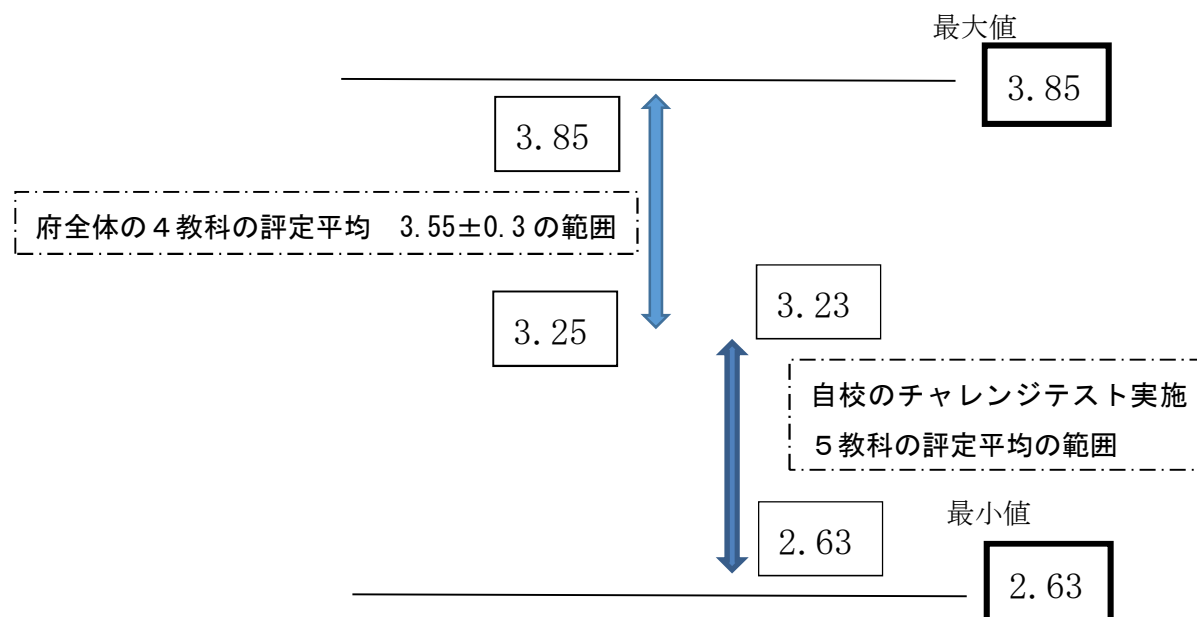 最大値
3.85
3.85
府全体の４教科の評定平均　3.55±0.3の範囲
3.25
3.23
自校のチャレンジテスト実施
５教科の評定平均の範囲
最小値
2.63
2.63